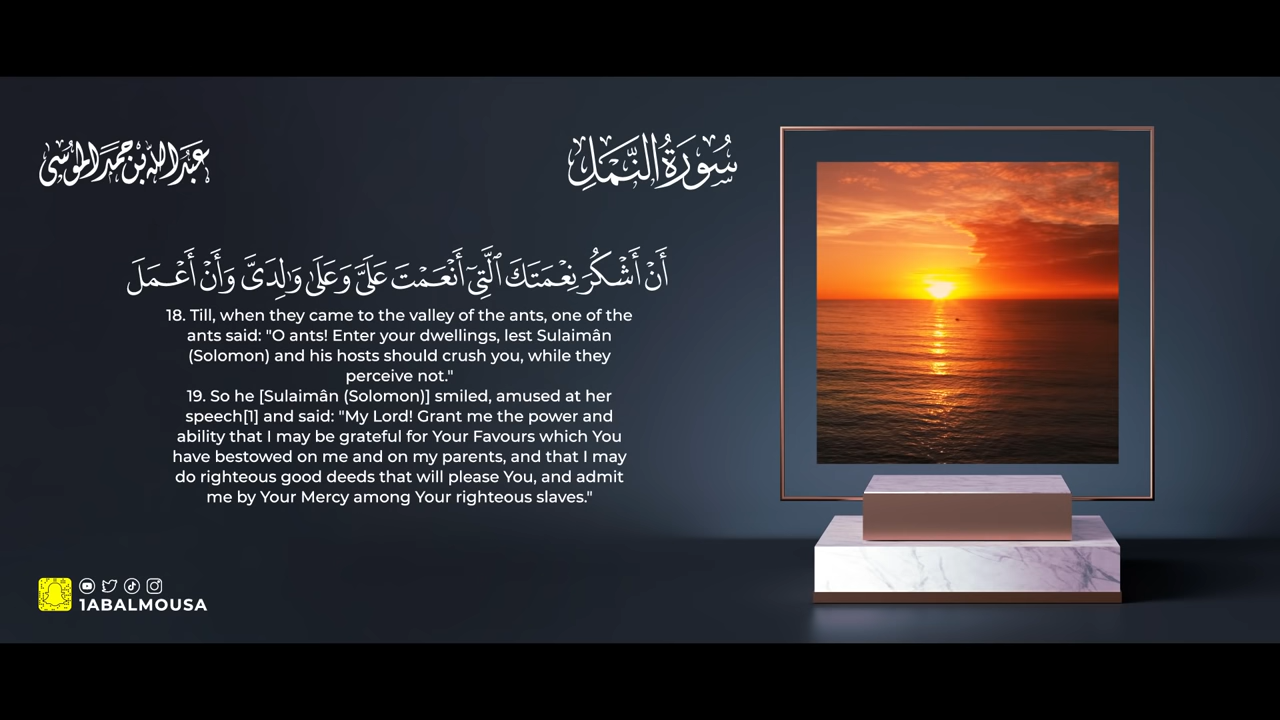 عَبْدُ اللهِ بْنِ حَمَدِ الْمُوسَى
سُورَةُ النَّمْلِ
أَنْ أَشْكُرَ نِعْمَتَكَ ٱلَّتِىٓ أَنْعَمْتَ عَلَىَّ وَعَلَىٰ وَٰلِدَىَّ وَأَنْ أَعْمَلَ
18. Till, when they came to the valley of the ants, one of the
ants said: "O ants! Enter your dwellings, lest Sulaimân
(Solomon) and his hosts should crush you, while they
perceive not."
19. So he [Sulaimân (Solomon)] smiled, amused at her
speech[1] and said: "My Lord! Grant me the power and
ability that I may be grateful for Your Favours which You
have bestowed on me and on my parents, and that I may
do righteous good deeds that will please You, and admit
me by Your Mercy among Your righteous slaves."
1ABALMOUSA